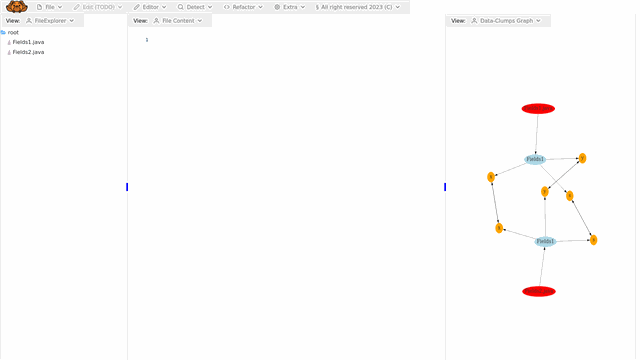 File
Edit (TODO)
Editor
Detect
Refactor
Extra
§ All right reserved 2023 (C)
View: FileExplorer
View: File Content
View: Data-Clumps Graph
root
Fields1.java
Fields2.java
1
Fields1
Fields1